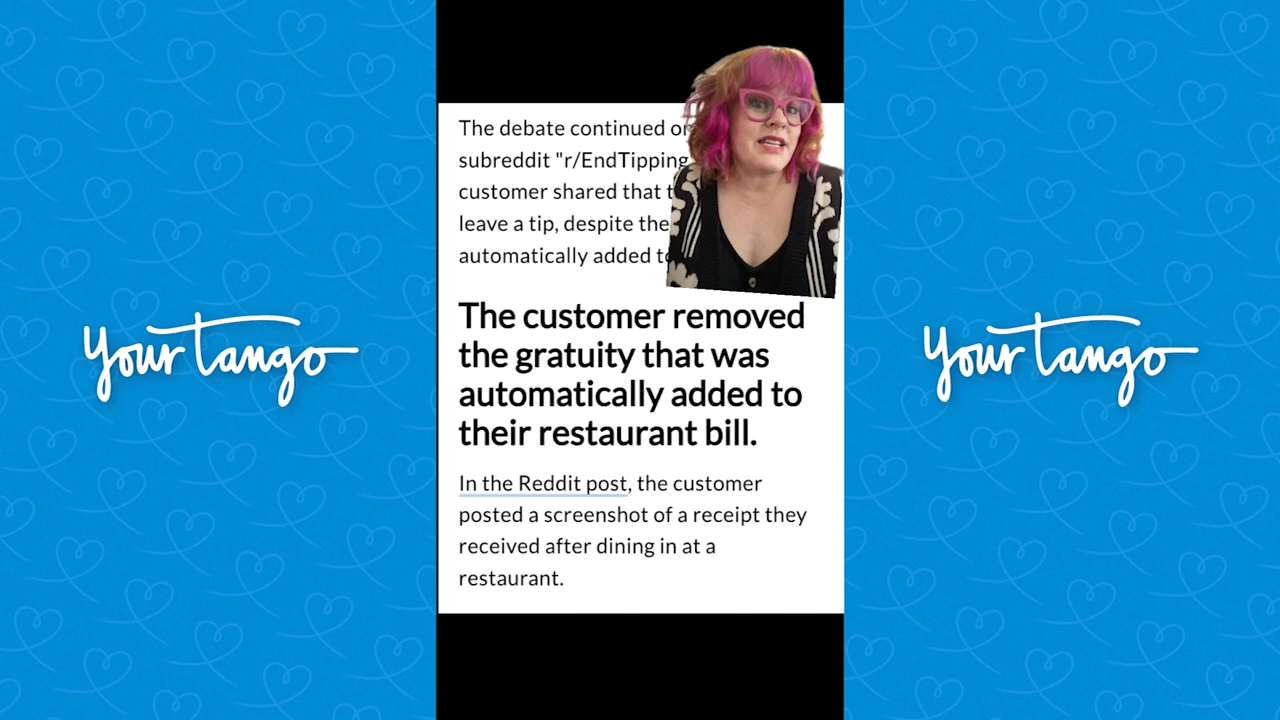 The debate continued on
subreddit "r/EndTipping
customer shared that
leave a tip, despite the
automatically added to
The customer removed
the gratuity that was
automatically added to
their restaurant bill.
In the Reddit post, the customer
posted a screenshot of a receipt they
received after dining in at a
restaurant.
Your tango
Your tango